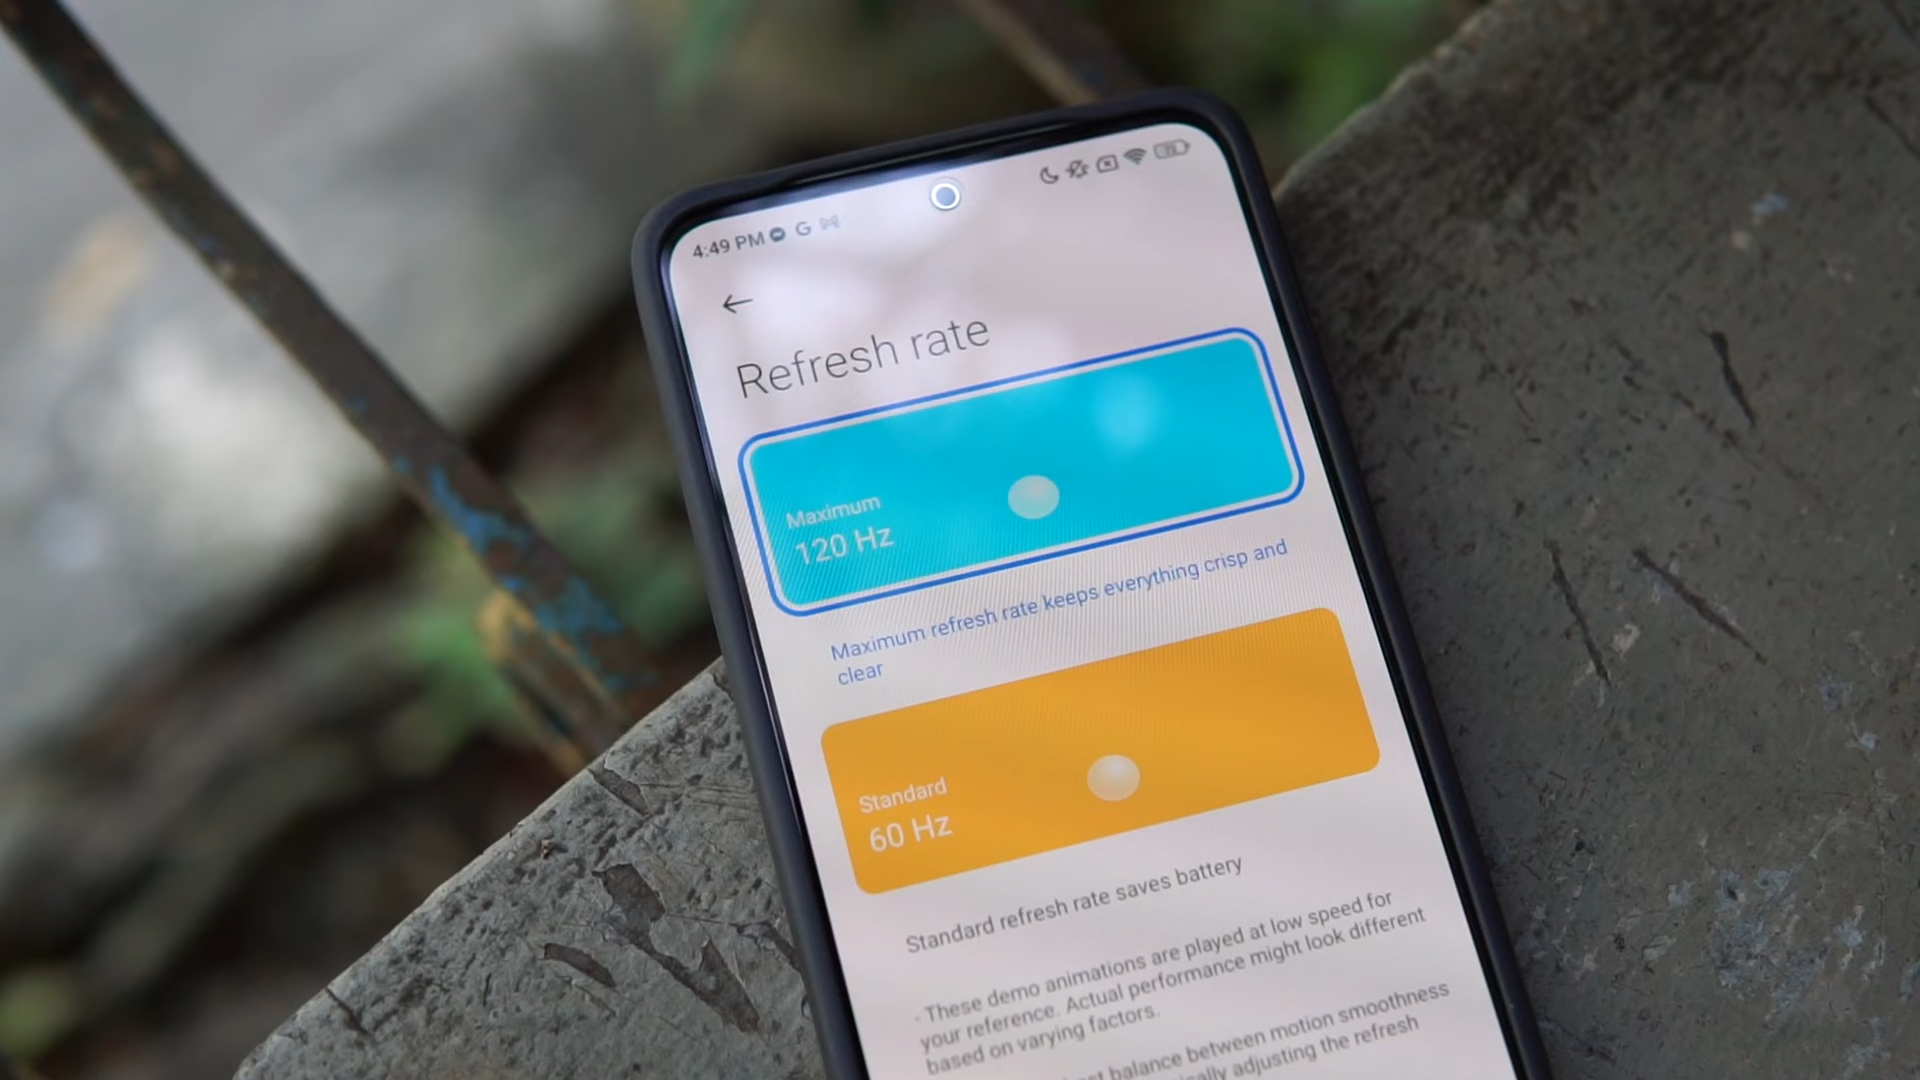 4:49 PM
Refresh rate
Maximum
120 Hz
Maximum refresh rate keeps everything crisp and
clear
Standard
60 Hz
Standard refresh rate saves battery
- These demo animations are played at low speed for
your reference. Actual performance might look different
based on varying factors.
balance between motion smoothness
adjusting the refresh